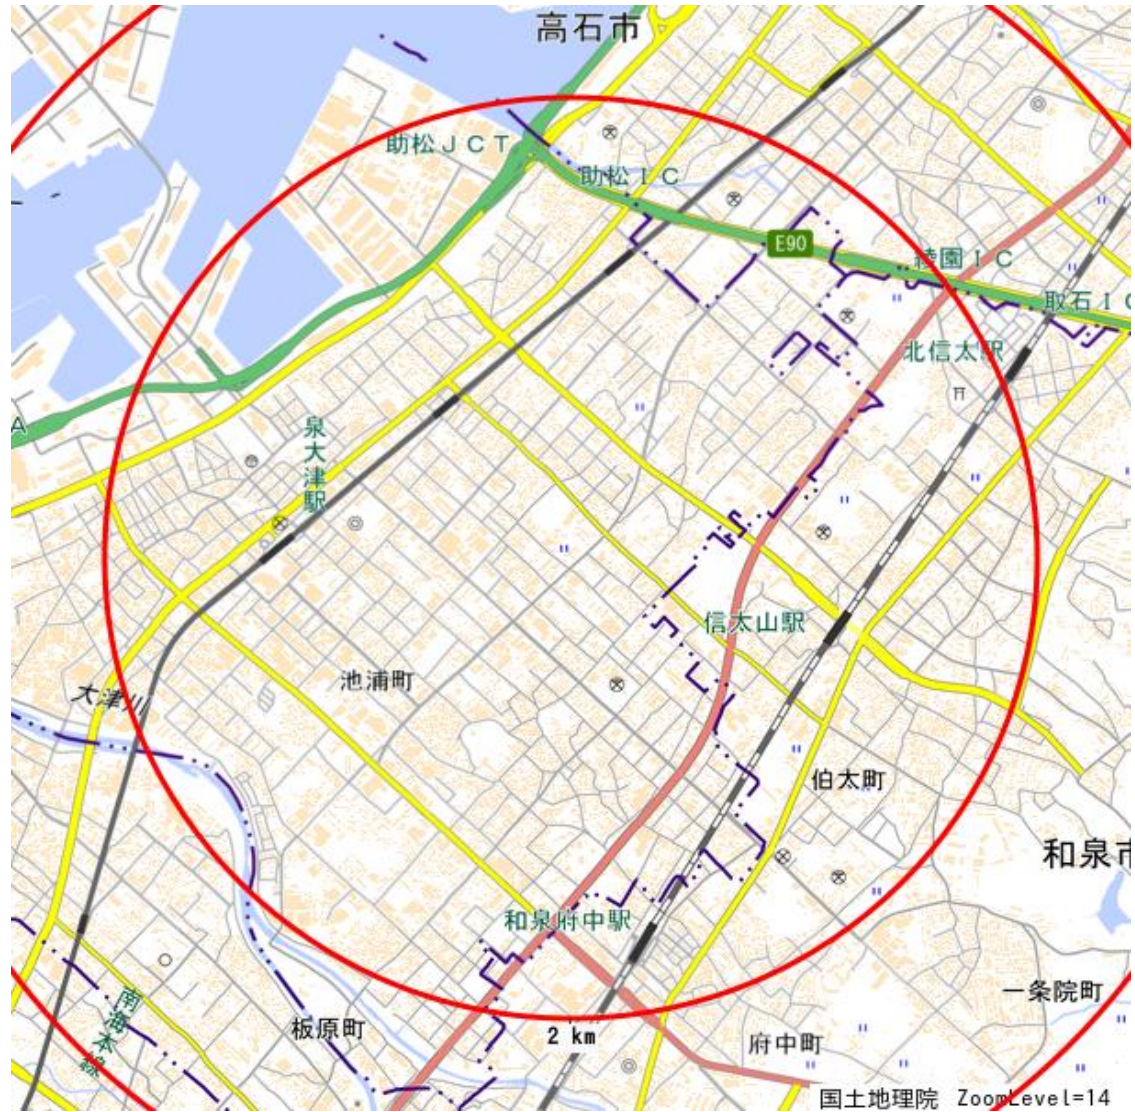 高石市
助松JCT
助松IC
E90
綾園IC
取石IC
北信太駅
A
泉大津駅
信太山駅
池浦町
大津川
伯太町
和泉市
和泉府中駅
一条院町
南海本線
板原町
2 km
府中町
国土地理院 ZoomLevel=14